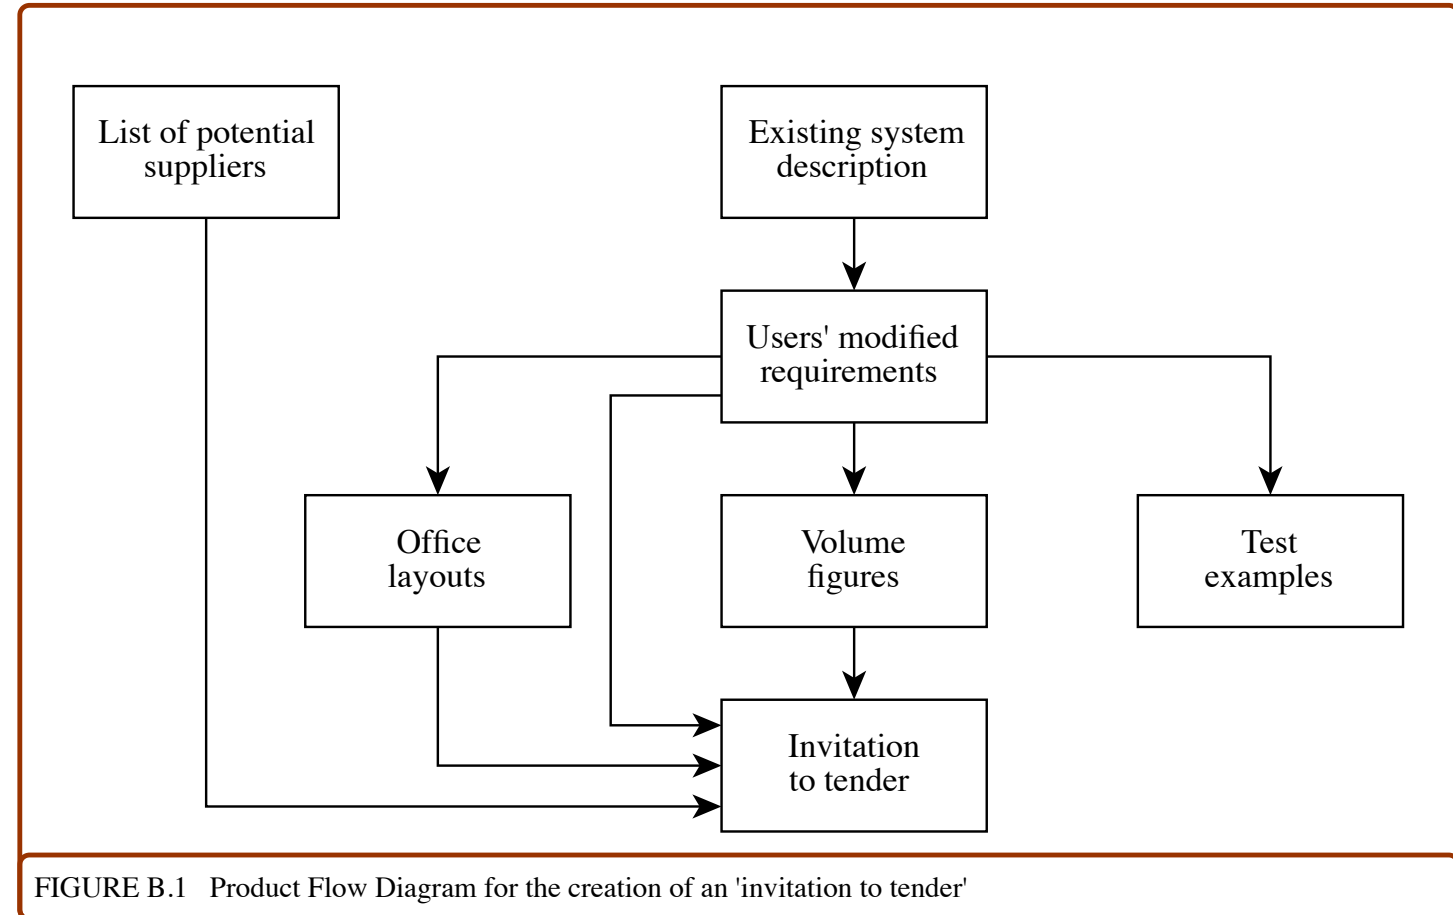 List of potential
suppliers
Existing system
description
Users' modified
requirements
Office
layouts
Volume
figures
Test
examples
Invitation
to tender
FIGURE B.1 Product Flow Diagram for the creation of an 'invitation to tender'